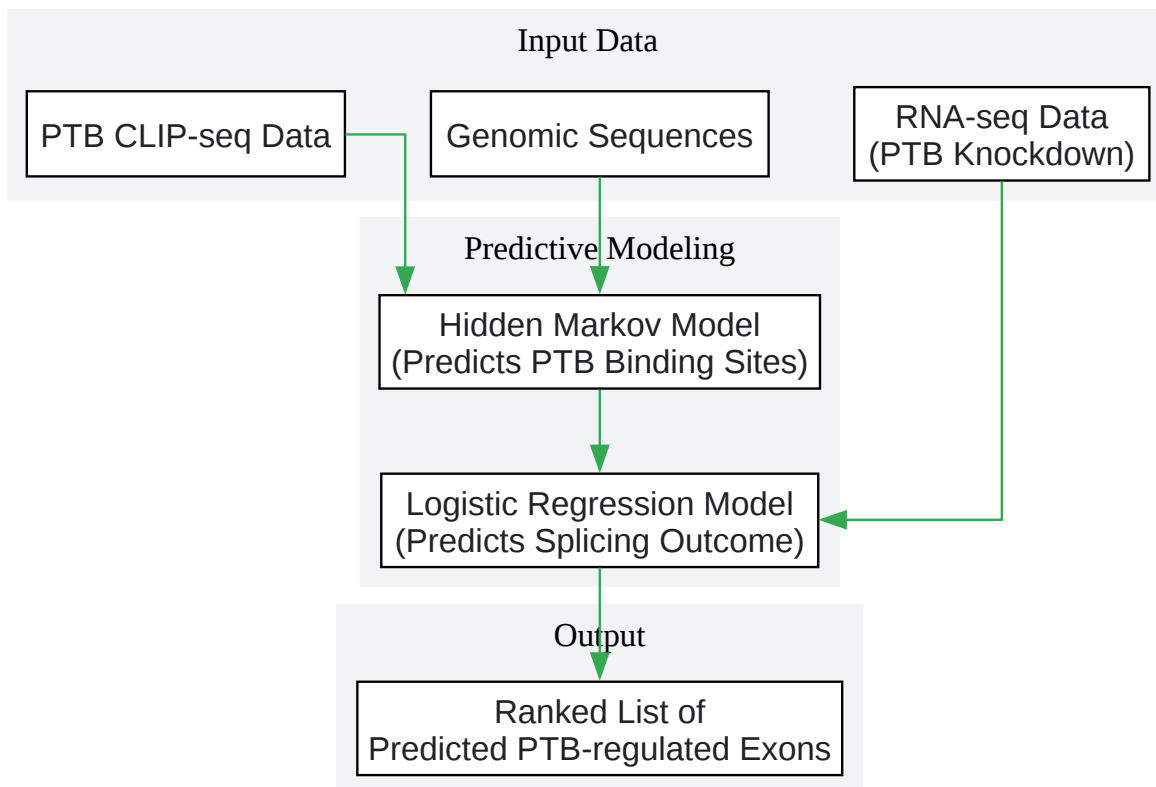 Input Data
PTB CLIP-seq Data
Genomic Sequences
RNA-seq Data
(PTB Knockdown)
Predictive Modeling
Hidden Markov Model
(Predicts PTB Binding Sites)
Logistic Regression Model
(Predicts Splicing Outcome)
Output
Ranked List of
Predicted PTB-regulated Exons